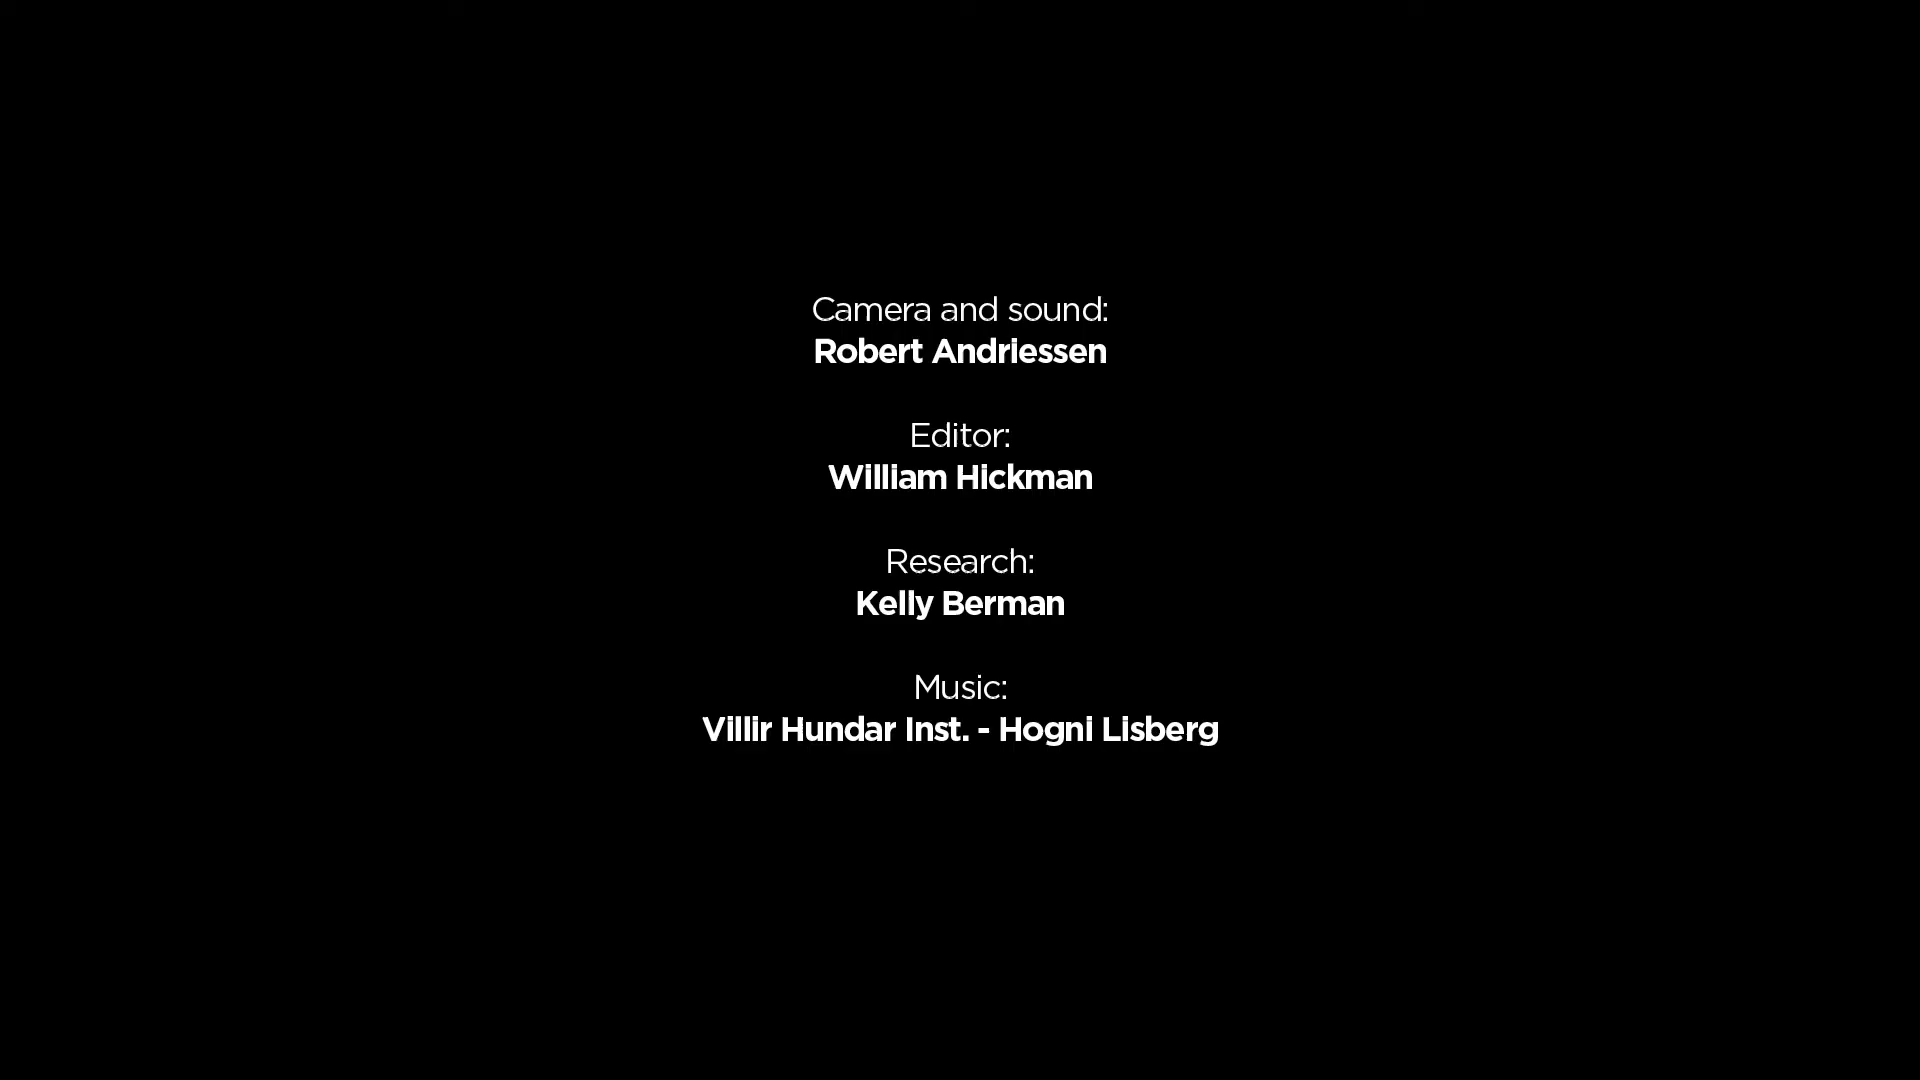 Camera and sound:
Robert Andriessen
Editor:
William Hickman
Research:
Kelly Berman
Music:
Villir Hundar Inst. - Hogni Lisberg